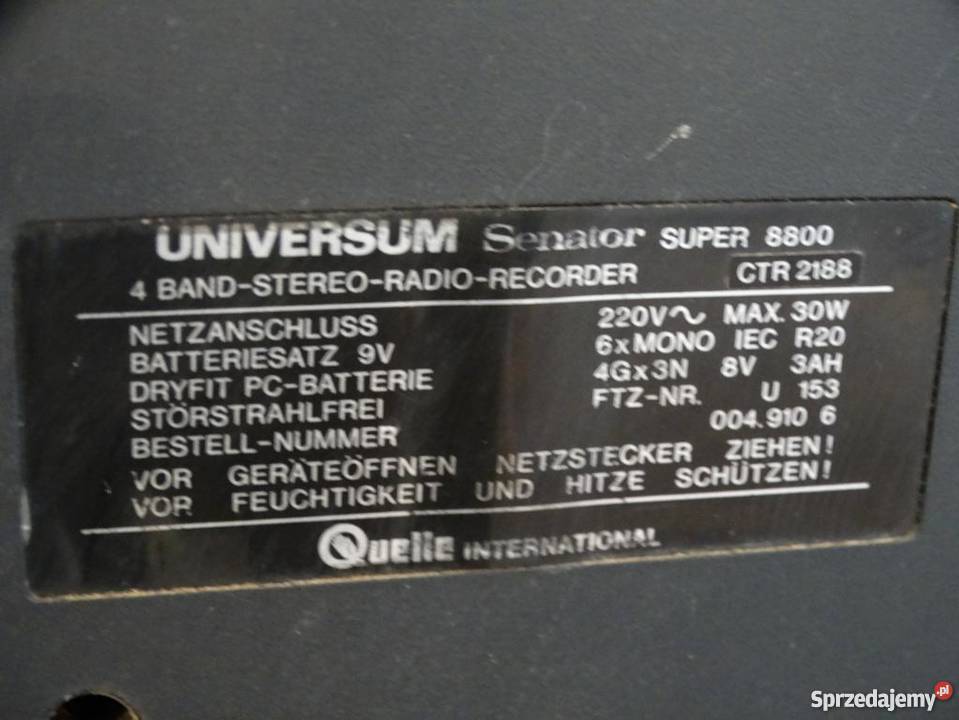 UNIVERSUM Senator SUPER 8800
4 BAND-STEREO-RADIO-RECORDER CTR 2188
NETZANSCHLUSS 220V~ MAX. 30W
BATTERIESATZ 9V 6xMONO IEC R20
DRYFIT PC-BATTERIE 4Gx3N 8V 3AH
STÖRSTRAHLFREI FTZ-NR. U 153
BESTELL-NUMMER 004.910 6
VOR GERÄTEÖFFNEN NETZSTECKER ZIEHEN!
VOR FEUCHTIGKEIT UND HITZE SCHÜTZEN!
Quelle INTERNATIONAL
Sprzedajemy.pl